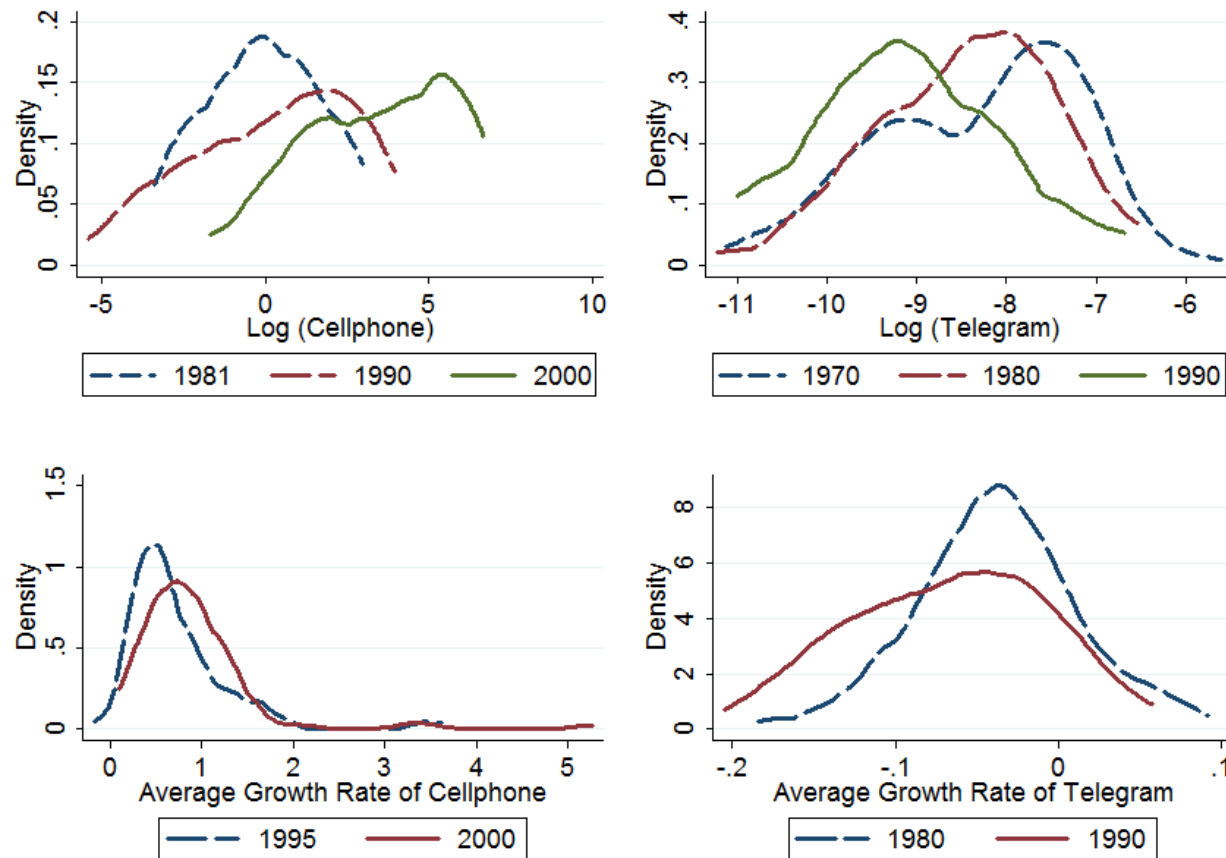 Density
0 .05 .1 .15 .2
-5 0 5 10
Log (Cellphone)
1981 1990 2000
Density
0 .1 .2 .3 .4
-11 -10 -9 -8 -7 -6
Log (Telegram)
1970 1980 1990
Density
0 .5 1 1.5
0 1 2 3 4 5
Average Growth Rate of Cellphone
1995 2000
Density
0 2 4 6 8
-.2 -.1 0 .1
Average Growth Rate of Telegram
1980 1990